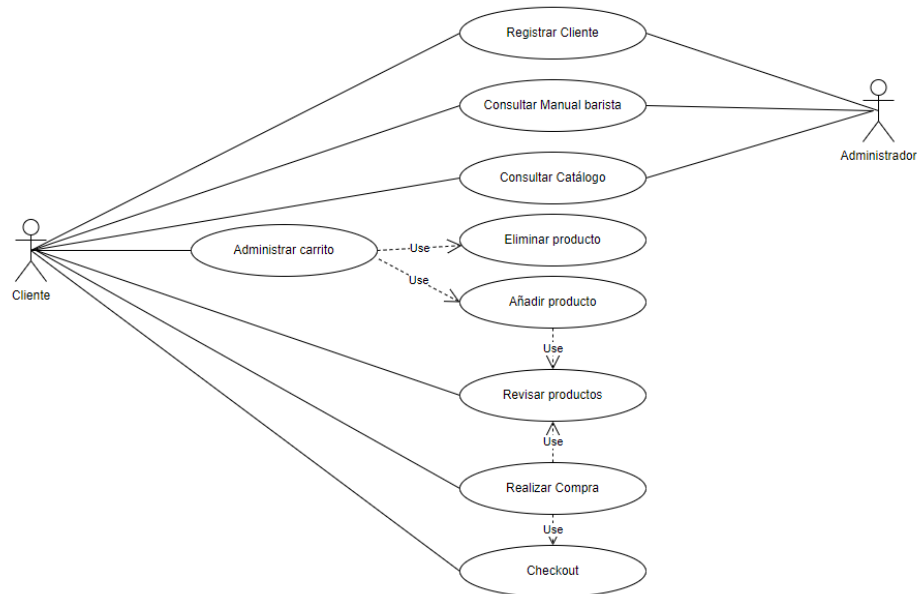 Registrar Cliente
Consultar Manual barista
Administrador
Consultar Catálogo
Eliminar producto
Administrar carrito
Use
Use
Cliente
Añadir producto
Use
Revisar productos
Use
Realizar Compra
Use
Checkout